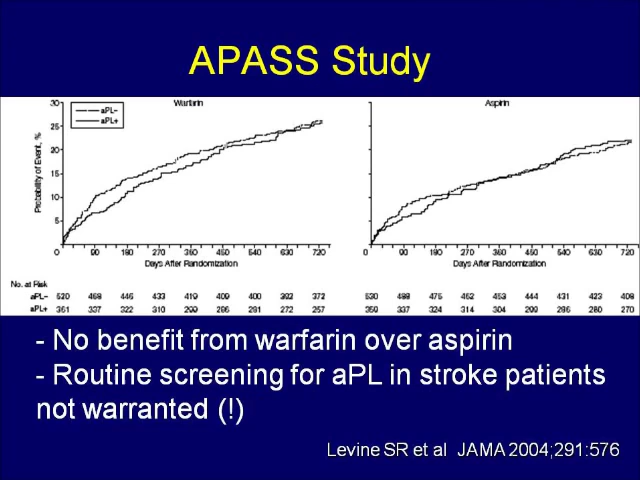 APASS Study
Warfarin
Aspirin
30
25
20
15
10
5
aPL–
aPL+
Probability of Event, %
0 90 180 270 360 450 540 630 720
0 90 180 270 360 450 540 630 720
Days After Randomization
Days After Randomization
No. at Risk
aPL– 520 468 446 433 419 409 400 392 372
530 488 475 462 453 444 431 423 408
aPL+ 361 337 322 310 299 286 281 272 257
359 337 324 314 304 299 286 280 270
- No benefit from warfarin over aspirin
- Routine screening for aPL in stroke patients
not warranted (!)
Levine SR et al JAMA 2004;291:576